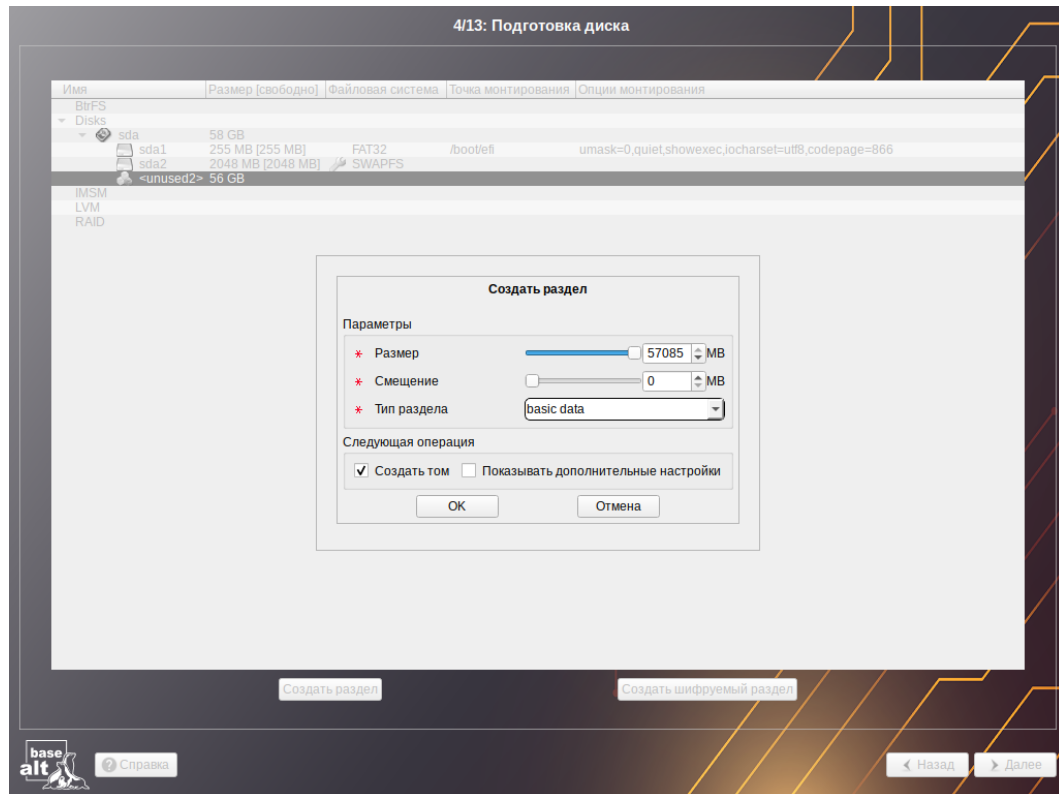 4/13: Подготовка диска
Имя Размер [свободно] Файловая система Точка монтирования Опции монтирования
BtrFS
Disks
sda 58 GB
sda1 255 MB [255 MB] FAT32 /boot/efi umask=0,quiet,showexec,iocharset=utf8,codepage=866
sda2 2048 MB [2048 MB] SWAPFS
<unused2> 56 GB
IMSM
LVM
RAID
Создать раздел
Параметры
* Размер 57085 MB
* Смещение 0 MB
* Тип раздела basic data
Следующая операция
Создать том Показывать дополнительные настройки
OK Отмена
Создать раздел Создать шифруемый раздел
base
alt
Справка Назад Далее